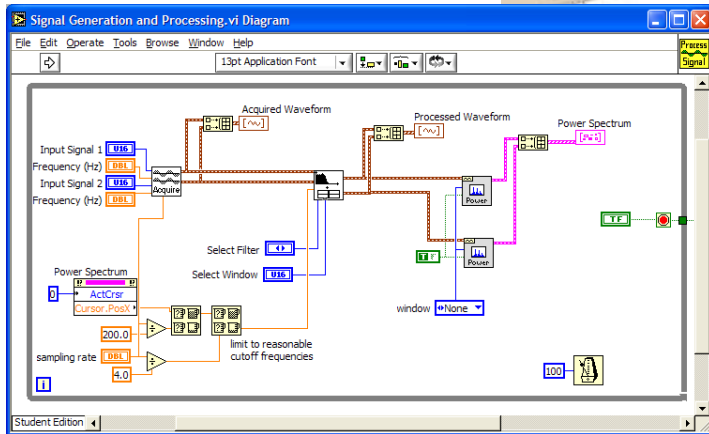 Signal Generation and Processing.vi Diagram
File Edit Operate Tools Browse Window Help
13pt Application Font
Process
Signal
Acquired Waveform
Processed Waveform
Power Spectrum
Input Signal 1 U16
Frequency (Hz) DBL
Input Signal 2 U16
Frequency (Hz) DBL
Acquire
Power
TF
Select Filter
Power
T F
Select Window U16
Power Spectrum
0 ActCrsr
Cursor.PosX
window None
200.0
limit to reasonable
cutoff frequencies
sampling rate DBL
4.0
100
i
Student Edition